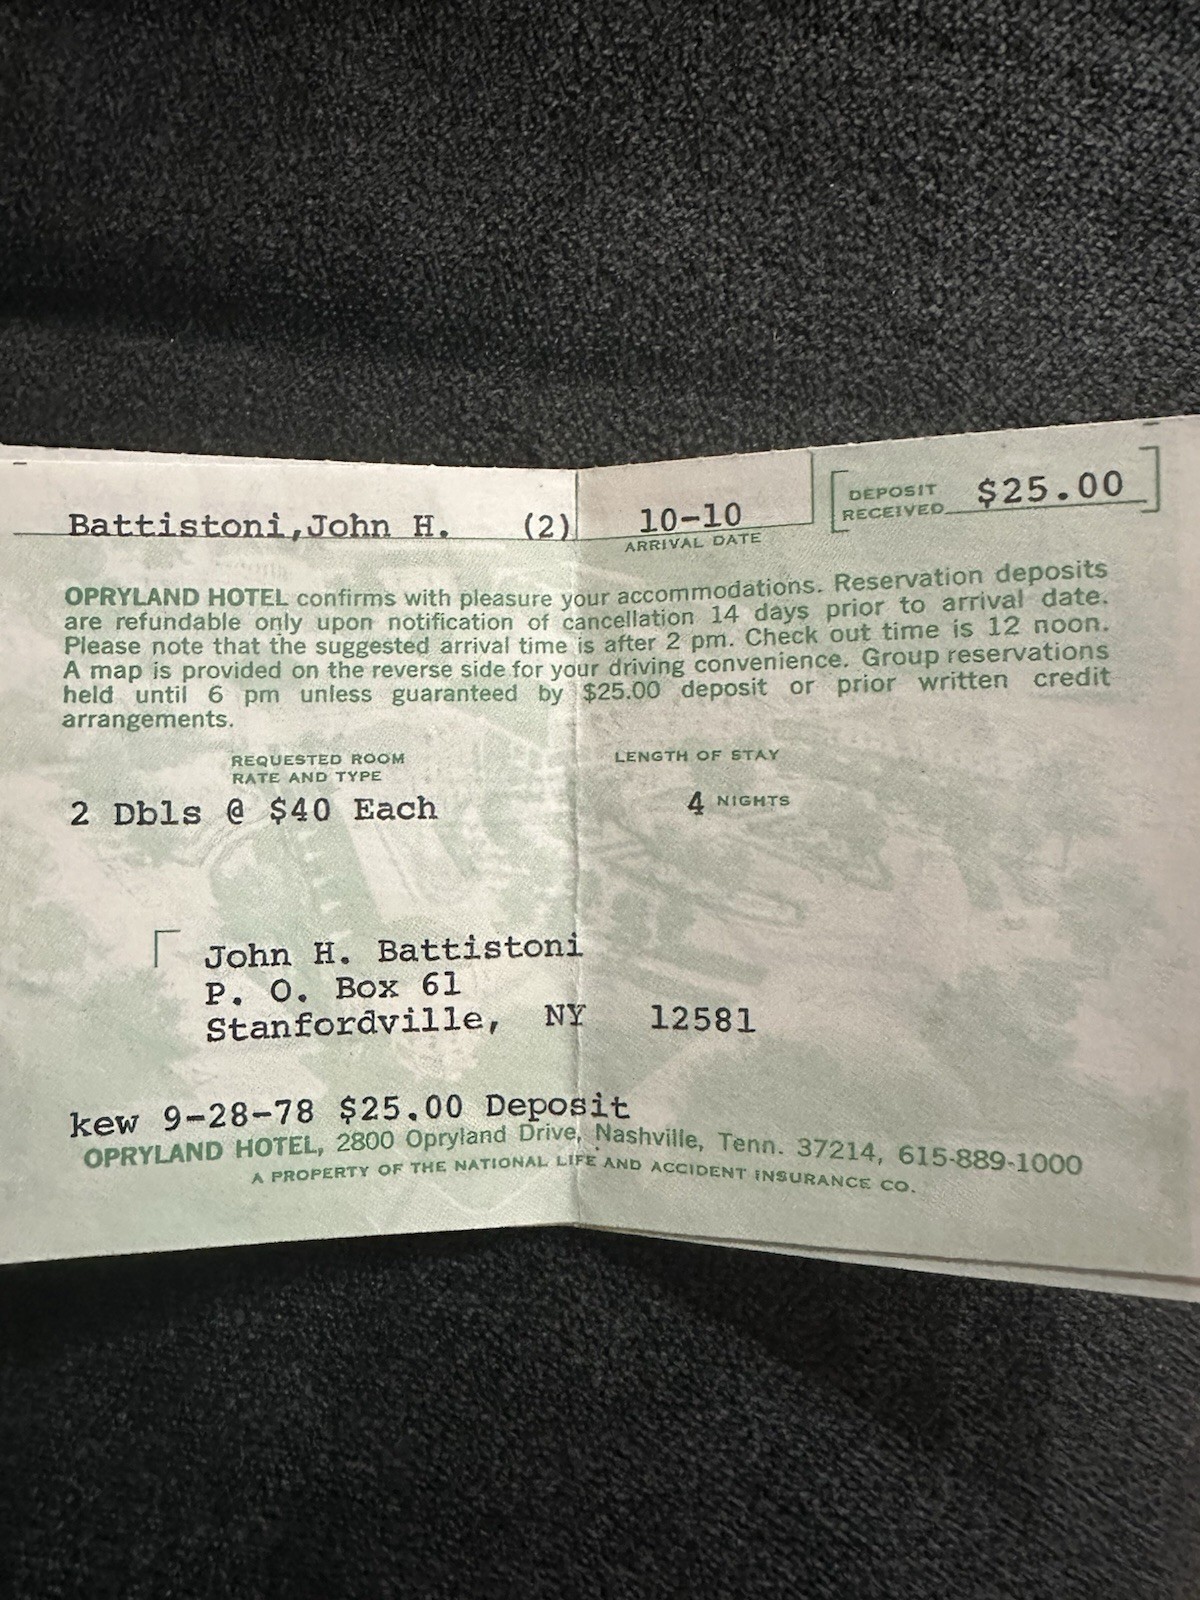 Battistoni,John H. (2) 10-10 DEPOSIT RECEIVED $25.00
ARRIVAL DATE
OPRYLAND HOTEL confirms with pleasure your accommodations. Reservation deposits
are refundable only upon notification of cancellation 14 days prior to arrival date.
Please note that the suggested arrival time is after 2 pm. Check out time is 12 noon.
A map is provided on the reverse side for your driving convenience. Group reservations
held until 6 pm unless guaranteed by $25.00 deposit or prior written credit
arrangements.
REQUESTED ROOM
RATE AND TYPE
LENGTH OF STAY
2 Dbls @ $40 Each
4 NIGHTS
John H. Battistoni
P. O. Box 61
Stanfordville, NY 12581
kew 9-28-78 $25.00 Deposit
OPRYLAND HOTEL, 2800 Opryland Drive, Nashville, Tenn. 37214, 615-889-1000
A PROPERTY OF THE NATIONAL LIFE AND ACCIDENT INSURANCE CO.